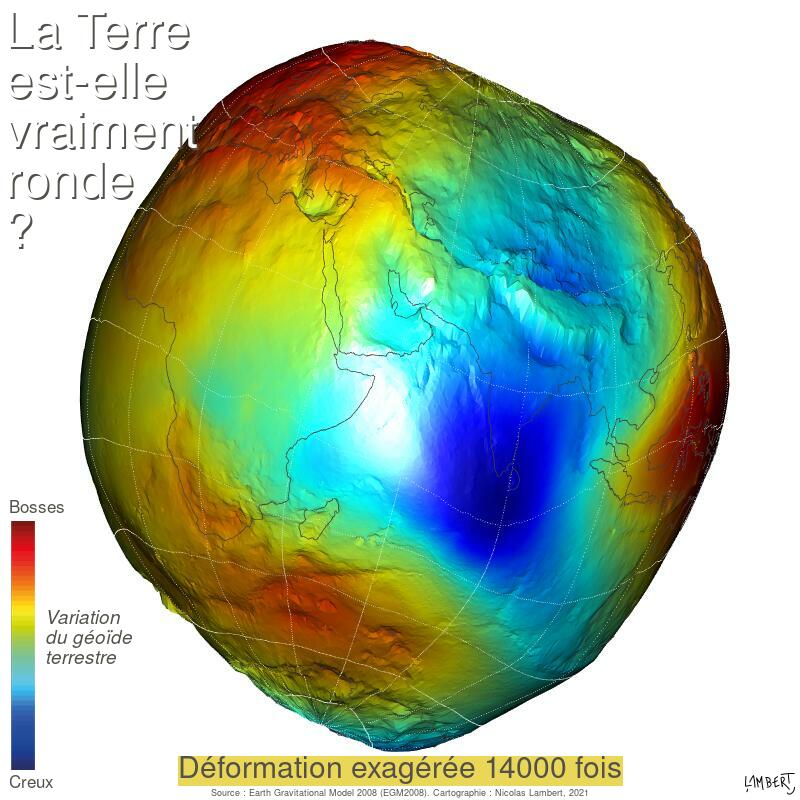 La Terre
est-elle
vraiment
ronde
?
Bosses
Variation
du géoïde
terrestre
Creux
Déformation exagérée 14000 fois
Source : Earth Gravitational Model 2008 (EGM2008). Cartographie : Nicolas Lambert, 2021
LAMBERT